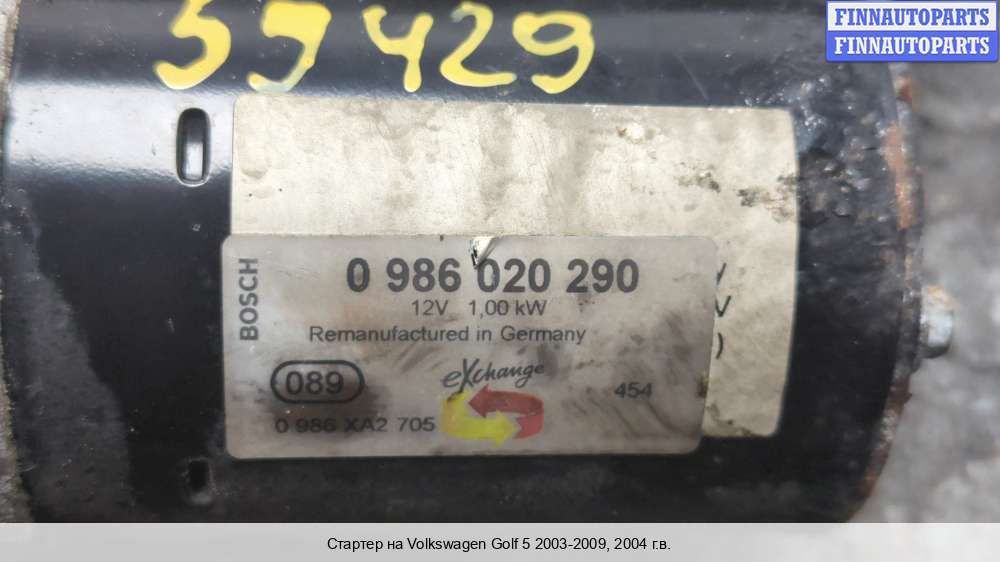 FINNAUTOPARTS
FINNAUTOPARTS
59429
BOSCH
0 986 020 290
12V 1,00 kW
Remanufactured in Germany
089
eXchange
454
0 986 XA2 705
V
)
Стартер на Volkswagen Golf 5 2003-2009, 2004 г.в.